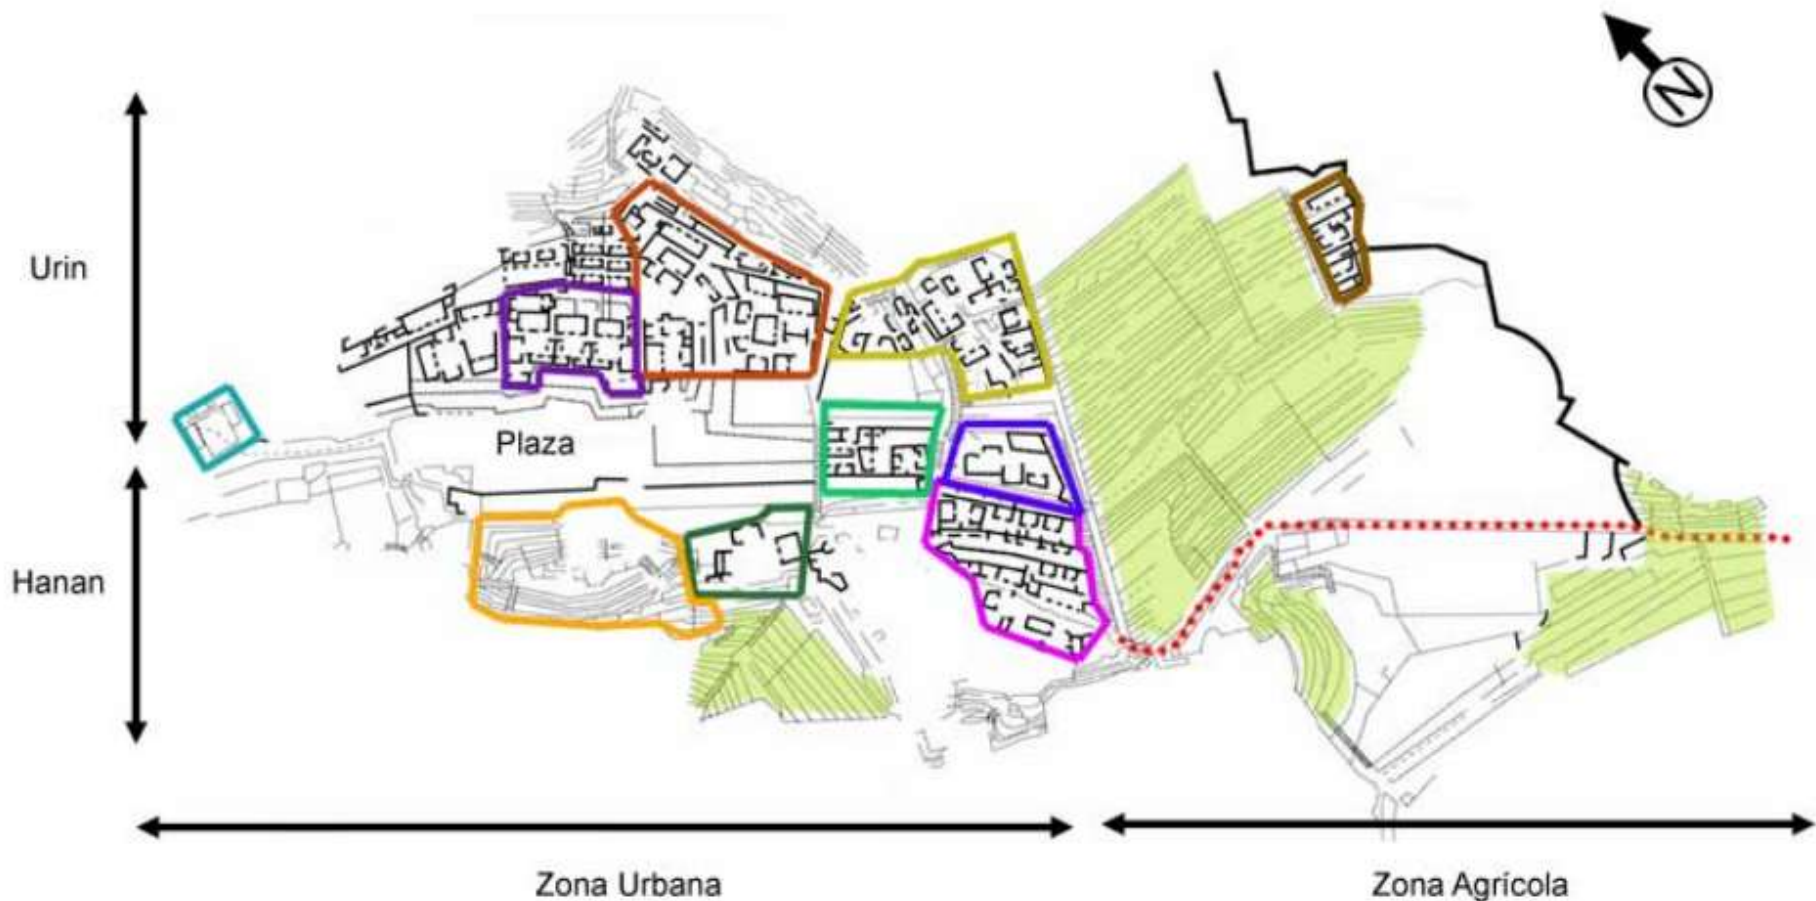 N
Urin
Plaza
Hanan
Zona Urbana
Zona Agrícola